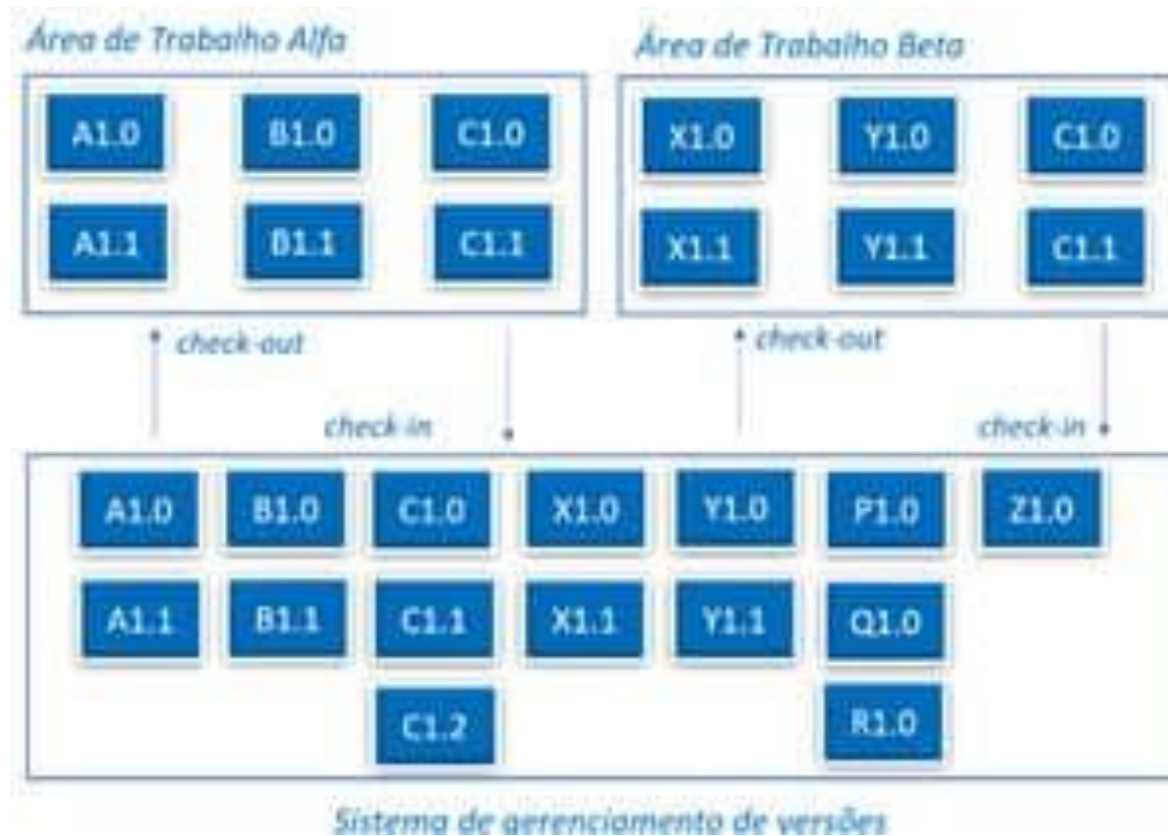 Área de Trabalho Alfa
Área de Trabalho Beta
A1.0 B1.0 C1.0
X1.0 Y1.0 C1.0
A1.1 B1.1 C1.1
X1.1 Y1.1 C1.1
check-out
check-out
check-in
check-in
A1.0 B1.0 C1.0 X1.0 Y1.0 P1.0 Z1.0
A1.1 B1.1 C1.1 X1.1 Y1.1 Q1.0
C1.2 R1.0
Sistema de gerenciamento de versões